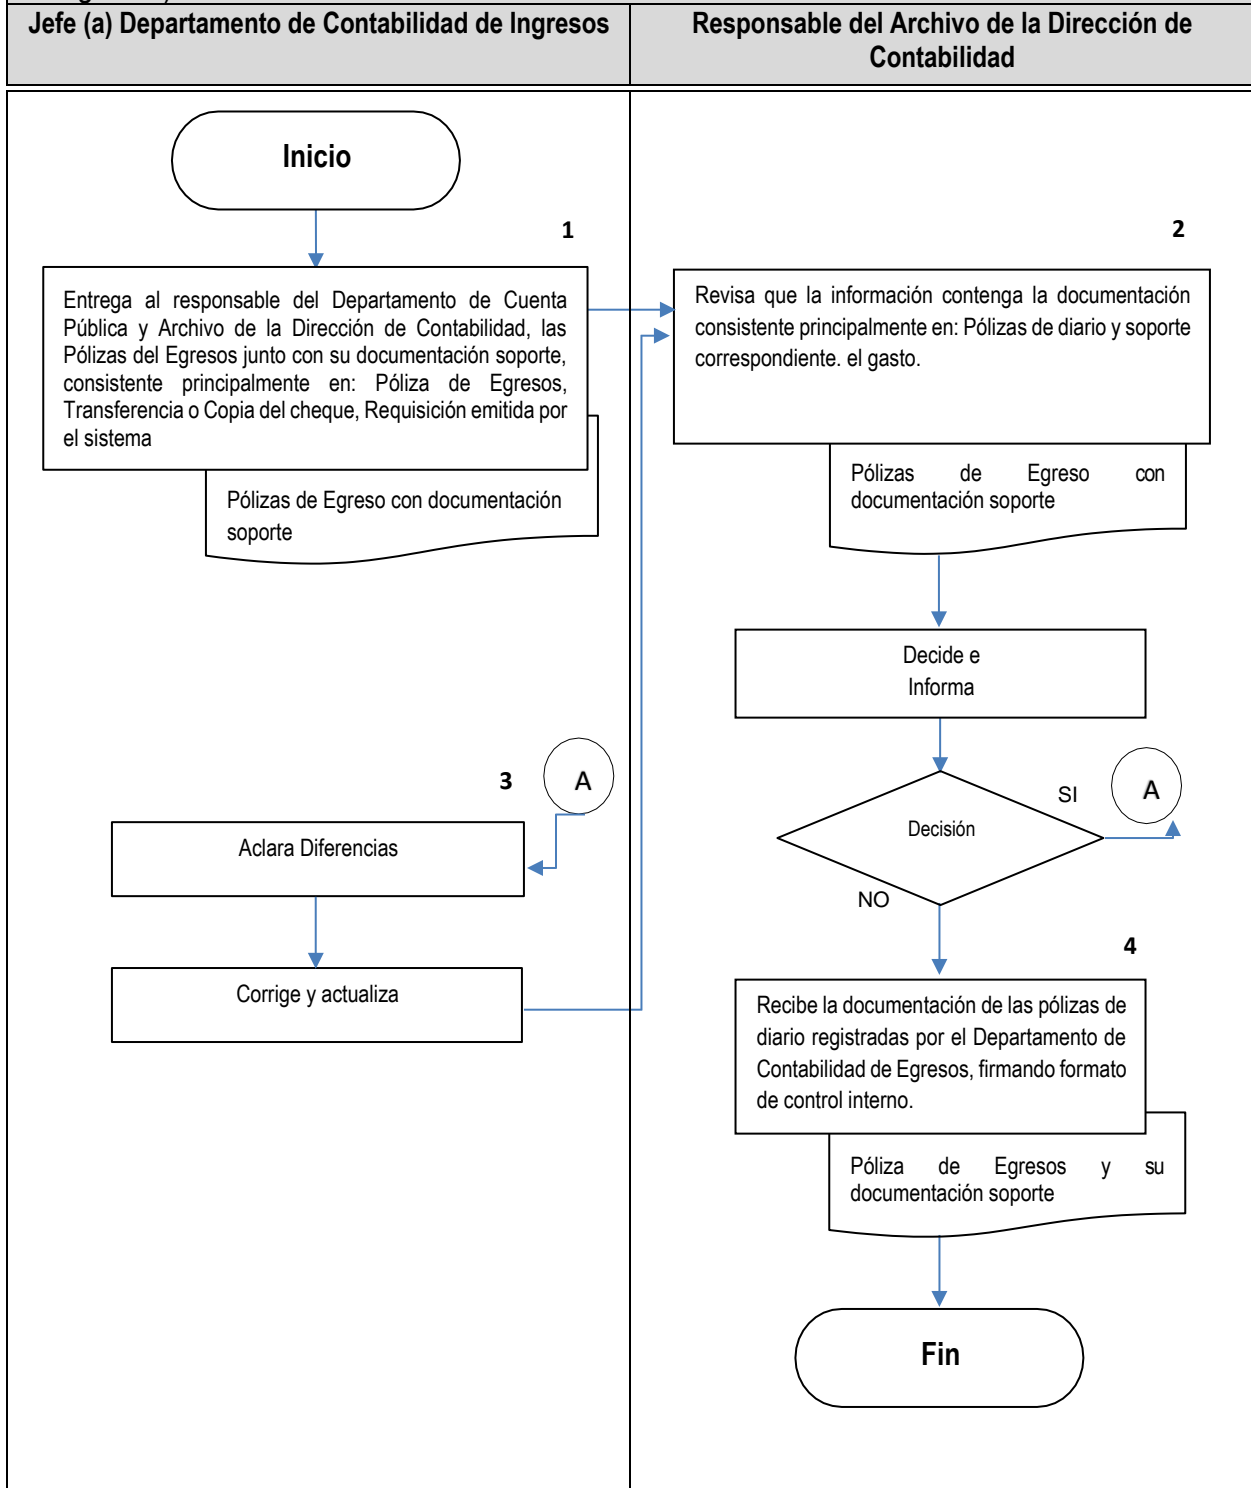 Jefe (a) Departamento de Contabilidad de Ingresos
Responsable del Archivo de la Dirección de
Contabilidad
Inicio
1
Entrega al responsable del Departamento de Cuenta
Pública y Archivo de la Dirección de Contabilidad, las
Pólizas del Egresos junto con su documentación soporte,
consistente principalmente en: Póliza de Egresos,
Transferencia o Copia del cheque, Requisición emitida por
el sistema
Pólizas de Egreso con documentación
soporte
2
Revisa que la información contenga la documentación
consistente principalmente en: Pólizas de diario y soporte
correspondiente. el gasto.
Pólizas de Egreso con
documentación soporte
Decide e
Informa
Decisión
SI
A
NO
3
A
Aclara Diferencias
Corrige y actualiza
4
Recibe la documentación de las pólizas de
diario registradas por el Departamento de
Contabilidad de Egresos, firmando formato
de control interno.
Póliza de Egresos y su
documentación soporte
Fin